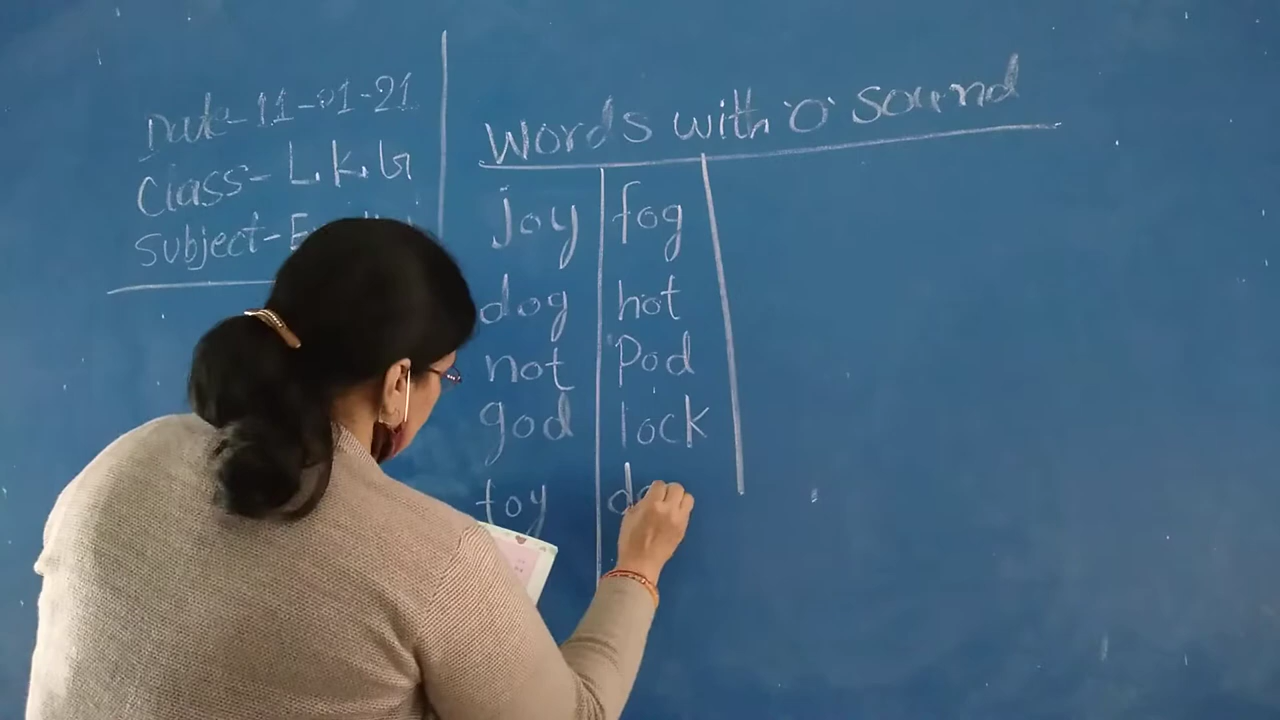 Date- 11-01-21
Class- L.K.G
Subject-
Words with 'O' sound
joy fog
dog hot
not Pod
god lock
toy